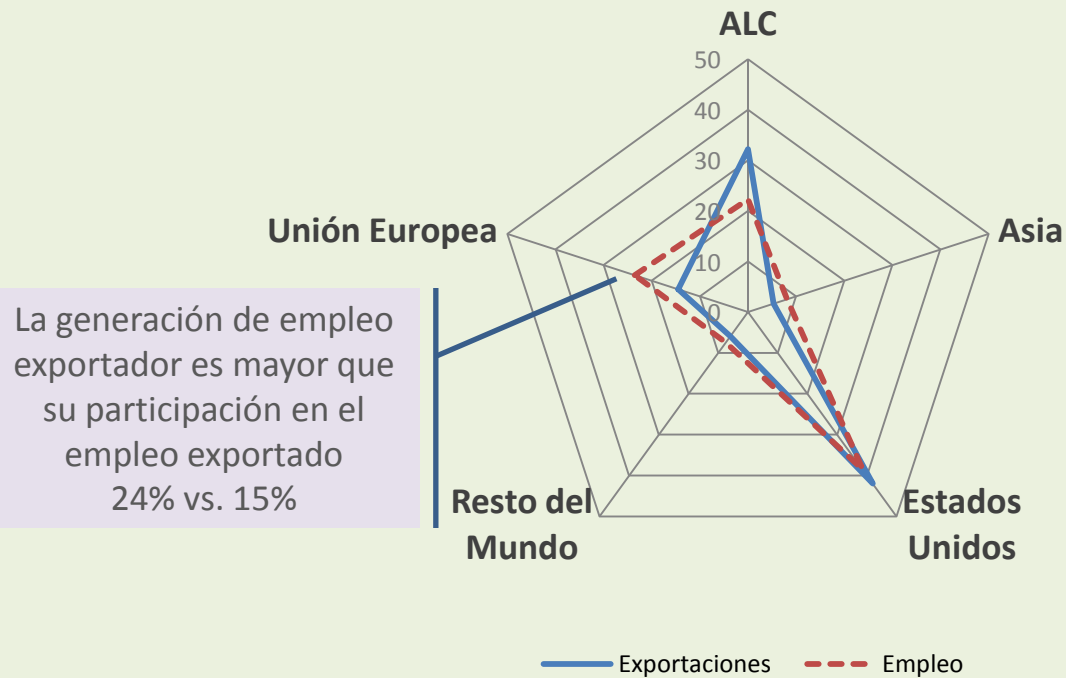 ALC
50
40
30
20
10
0
Unión Europea
Asia
La generación de empleo
exportador es mayor que
su participación en el
empleo exportado
24% vs. 15%
Resto del
Mundo
Estados
Unidos
Exportaciones
Empleo